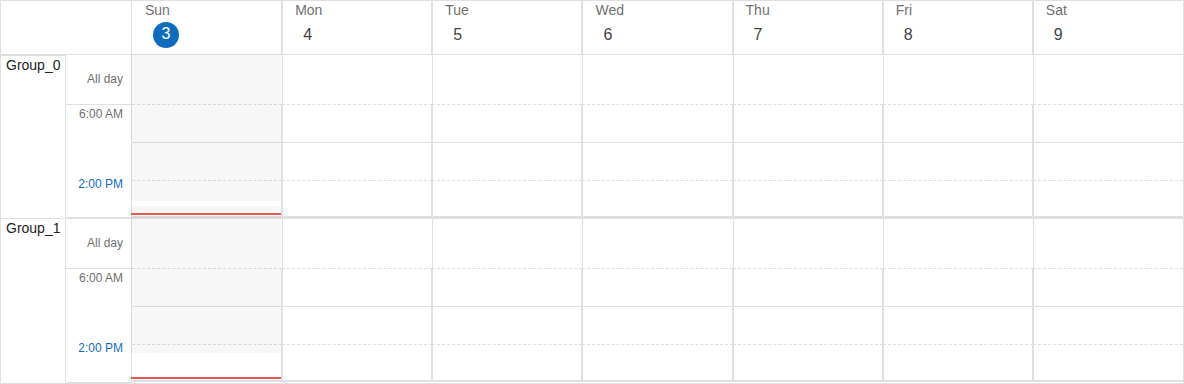 Sun Mon Tue Wed Thu Fri Sat
3 4 5 6 7 8 9
Group_0
All day
6:00 AM
2:00 PM
Group_1
All day
6:00 AM
2:00 PM